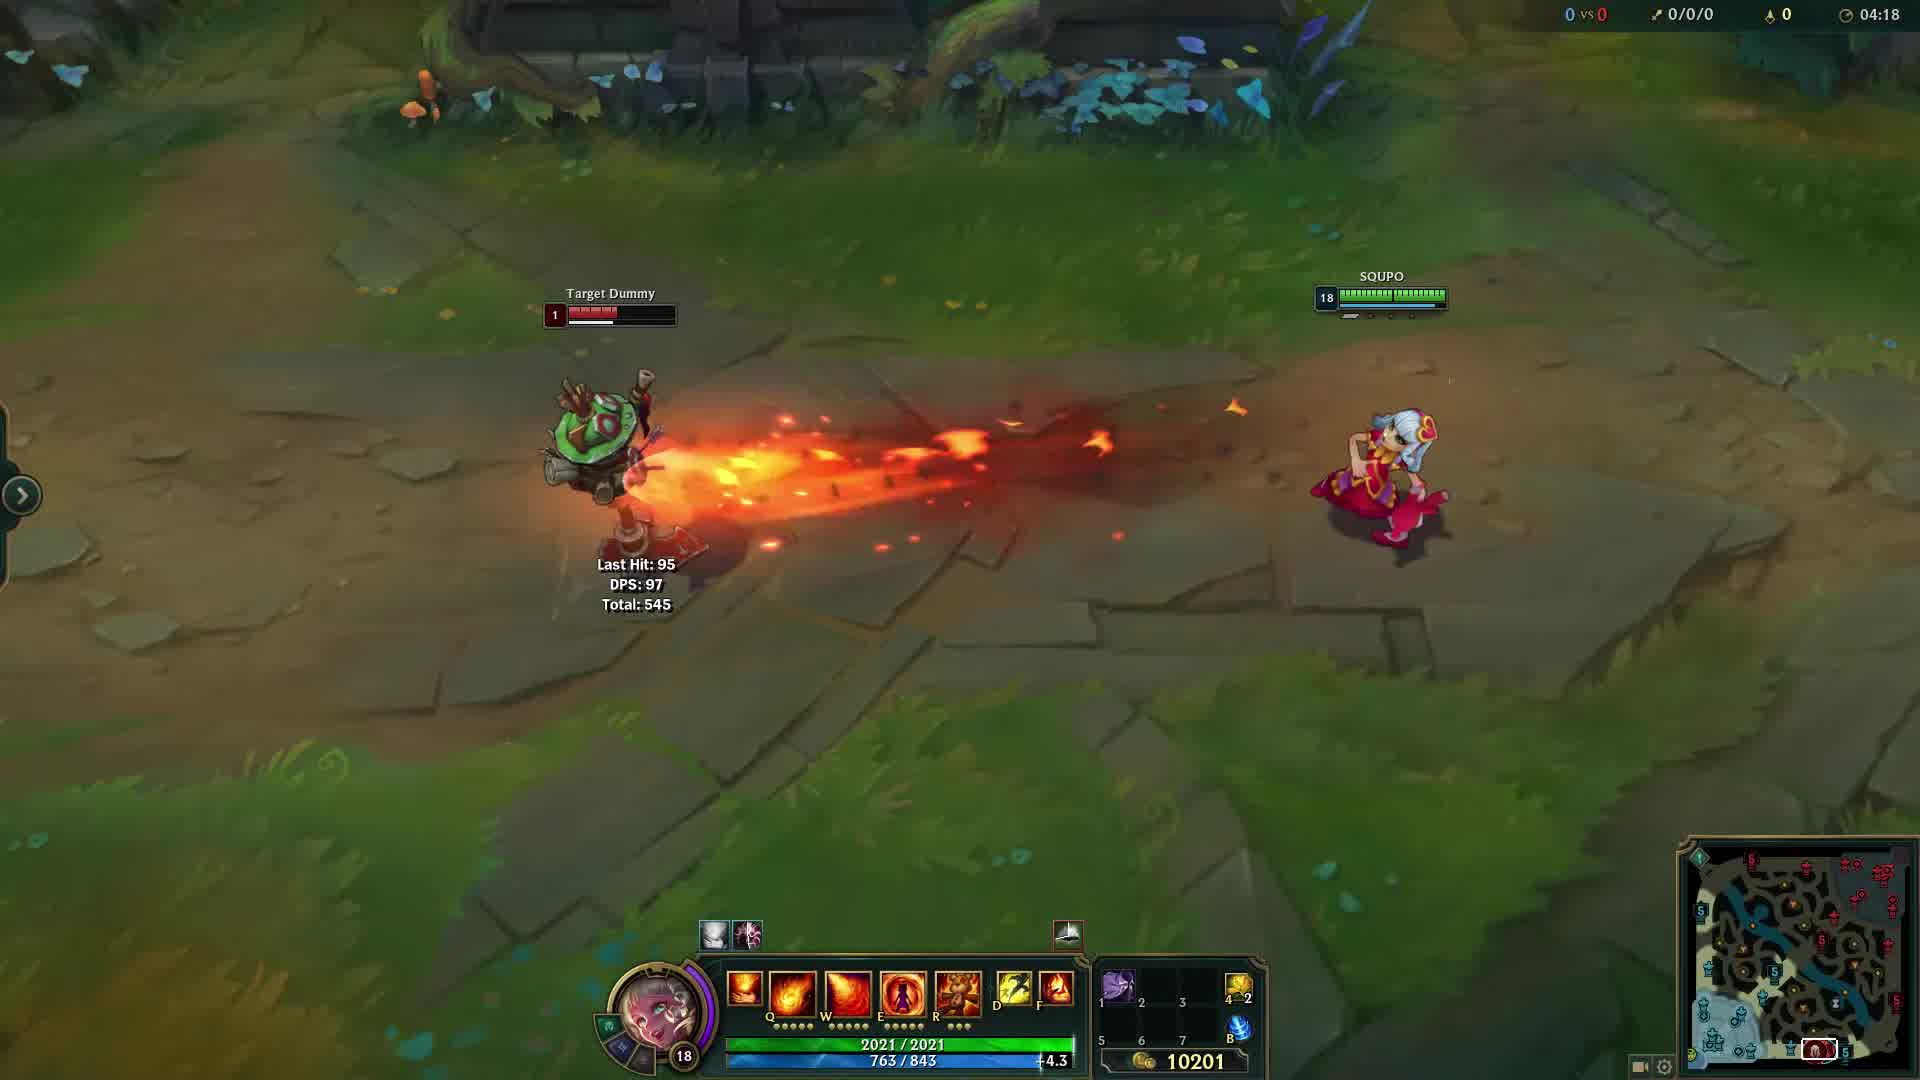 0 vs 0 0/0/0 0 04:18
SQUPO
18
Target Dummy
1
Last Hit: 95
DPS: 97
Total: 545
Q W E R D F
18
2021 / 2021
763 / 843 +4.3
1 2 3 4 2
5 6 7 B
10201
S
S
S
S
S
S
S